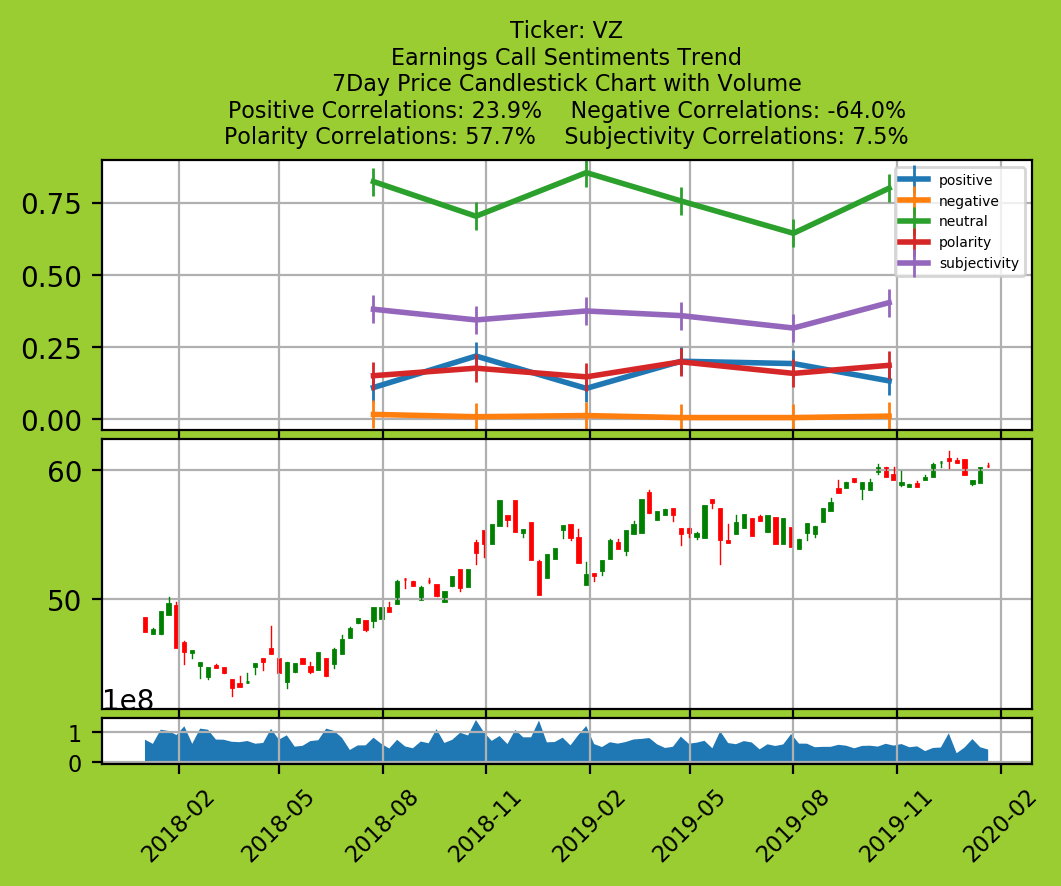 Ticker: VZ
Earnings Call Sentiments Trend
7Day Price Candlestick Chart with Volume
Positive Correlations: 23.9%    Negative Correlations: -64.0%
Polarity Correlations: 57.7%    Subjectivity Correlations: 7.5%
positive
negative
neutral
polarity
subjectivity
0.75
0.50
0.25
0.00
60
50
1e8
1
0
2018-02 2018-05 2018-08 2018-11 2019-02 2019-05 2019-08 2019-11 2020-02